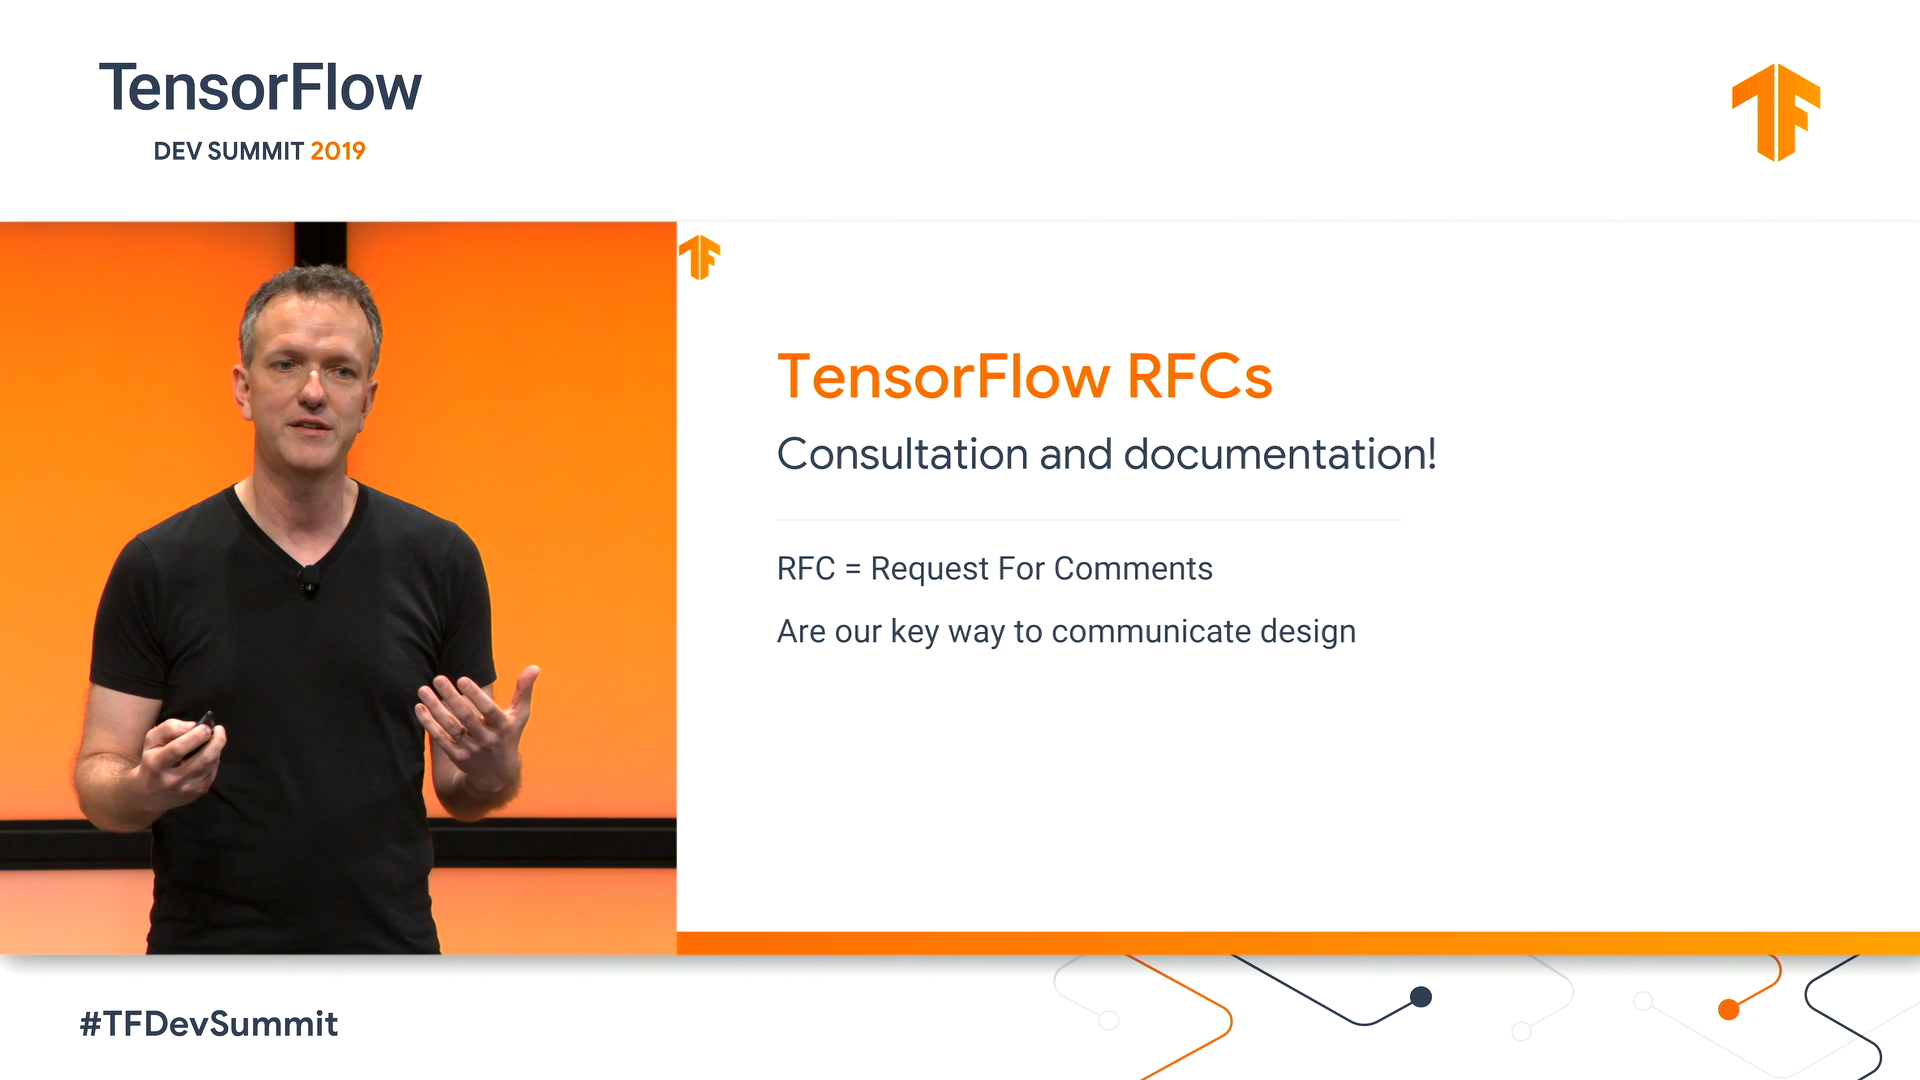 TensorFlow
DEV SUMMIT 2019
TensorFlow RFCs
Consultation and documentation!
RFC = Request For Comments
Are our key way to communicate design
#TFDevSummit